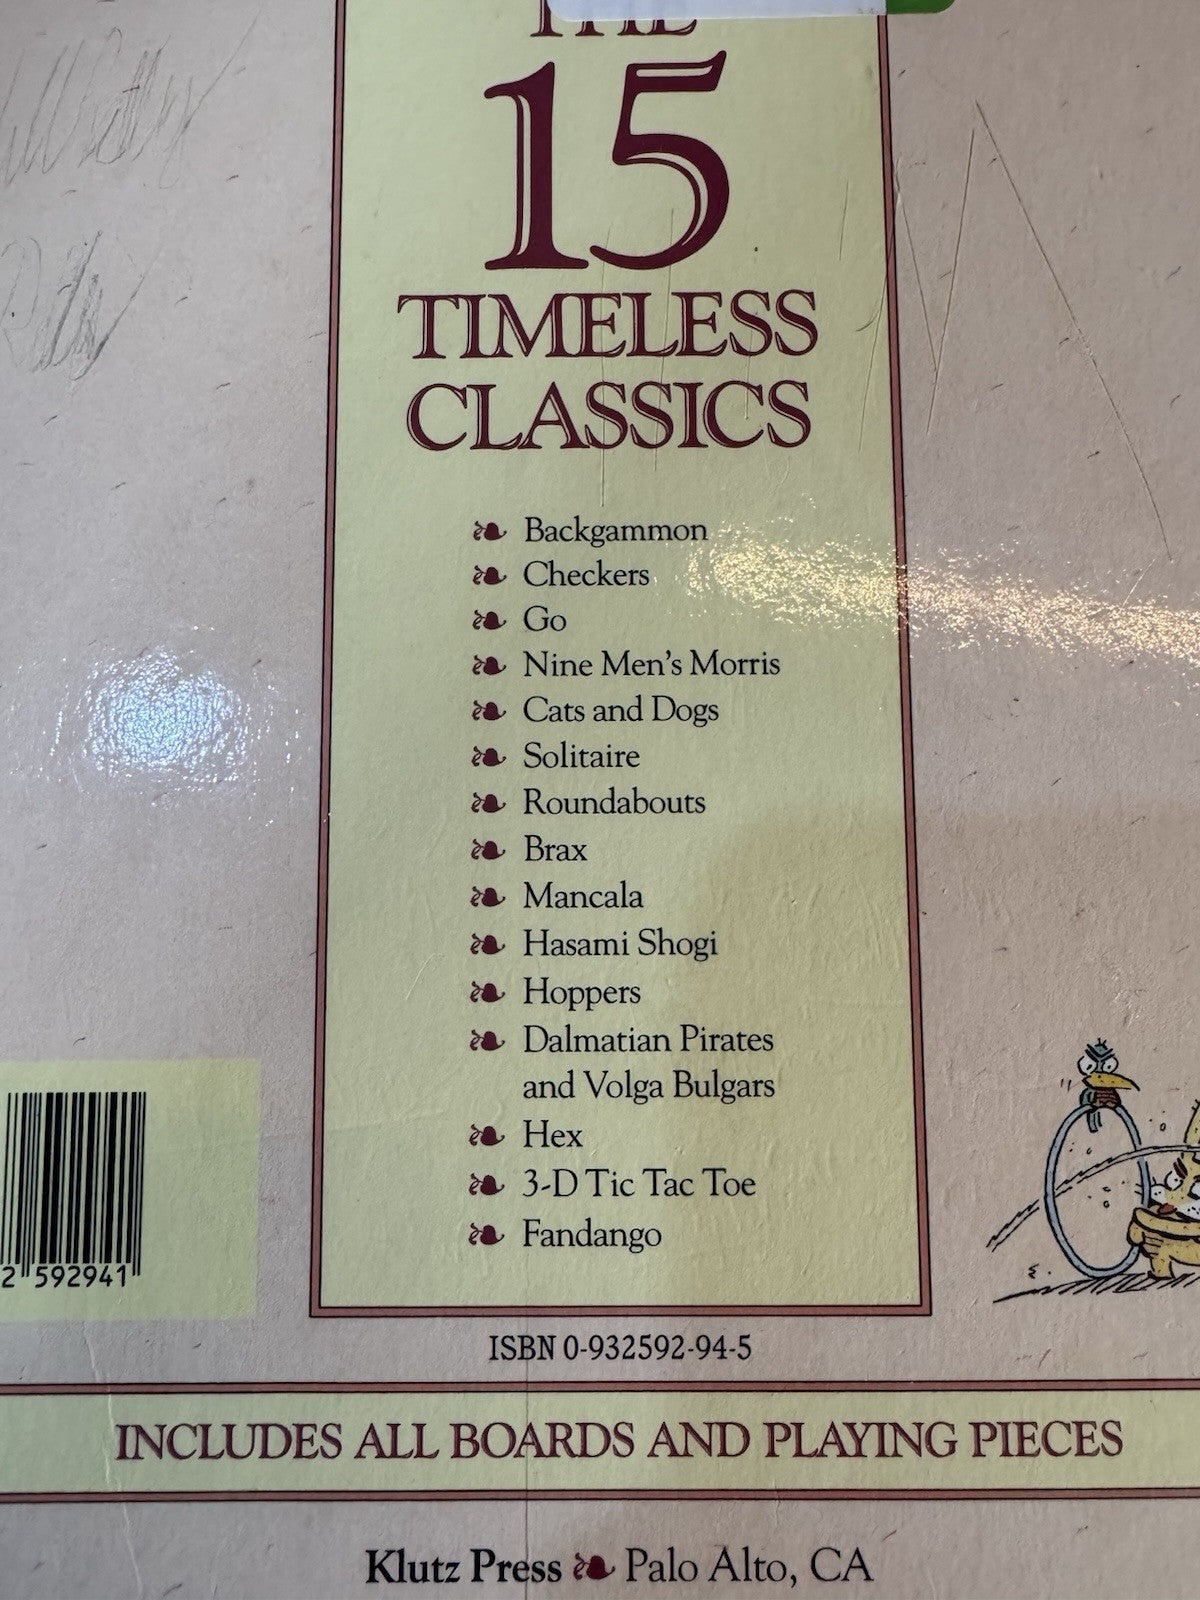 THE
15
TIMELESS
CLASSICS
Backgammon
Checkers
Go
Nine Men's Morris
Cats and Dogs
Solitaire
Roundabouts
Brax
Mancala
Hasami Shogi
Hoppers
Dalmatian Pirates
and Volga Bulgars
Hex
3-D Tic Tac Toe
Fandango
2 592941
ISBN 0-932592-94-5
INCLUDES ALL BOARDS AND PLAYING PIECES
Klutz Press Palo Alto, CA